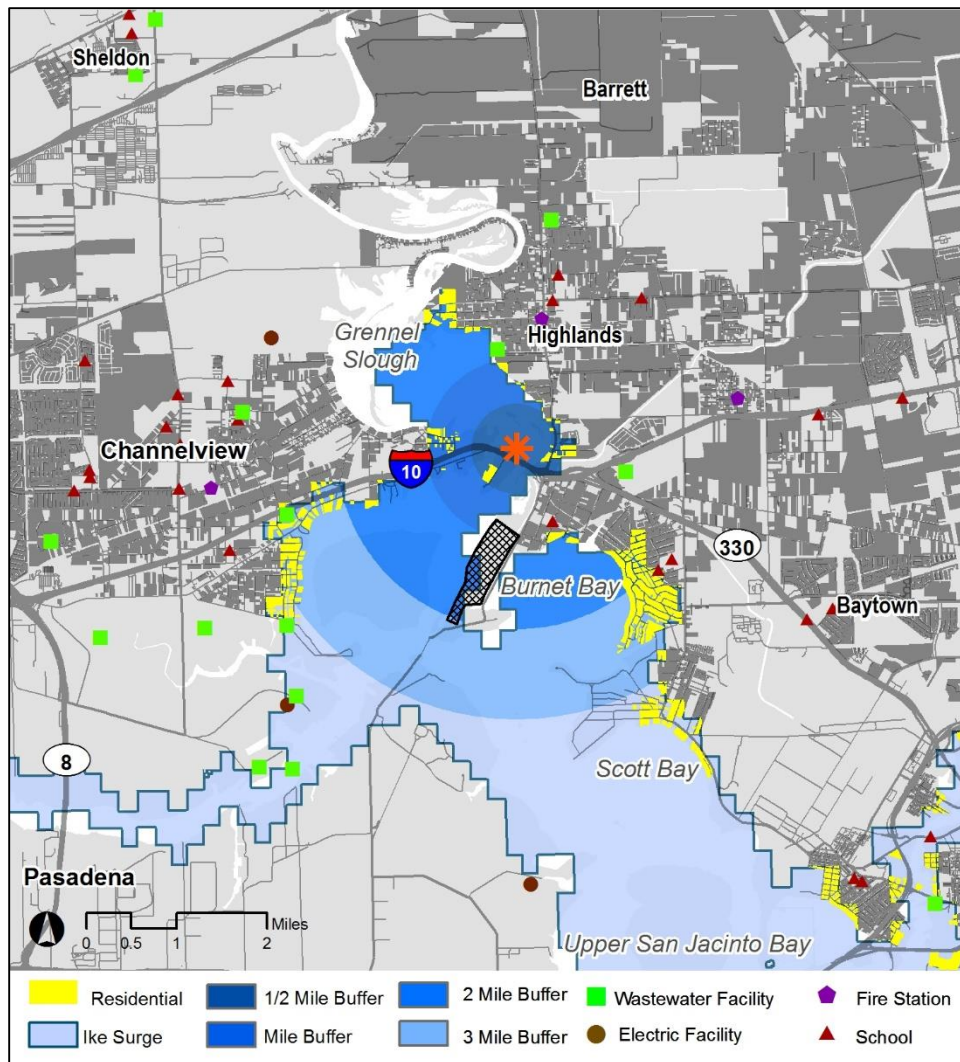 Sheldon
Barrett
Grennel
Slough
Highlands
Channelview
10
330
Burnet Bay
Baytown
8
Scott Bay
Pasadena
Miles
0 0.5 1 2
Upper San Jacinto Bay
Residential
1/2 Mile Buffer
2 Mile Buffer
Wastewater Facility
Fire Station
Ike Surge
Mile Buffer
3 Mile Buffer
Electric Facility
School